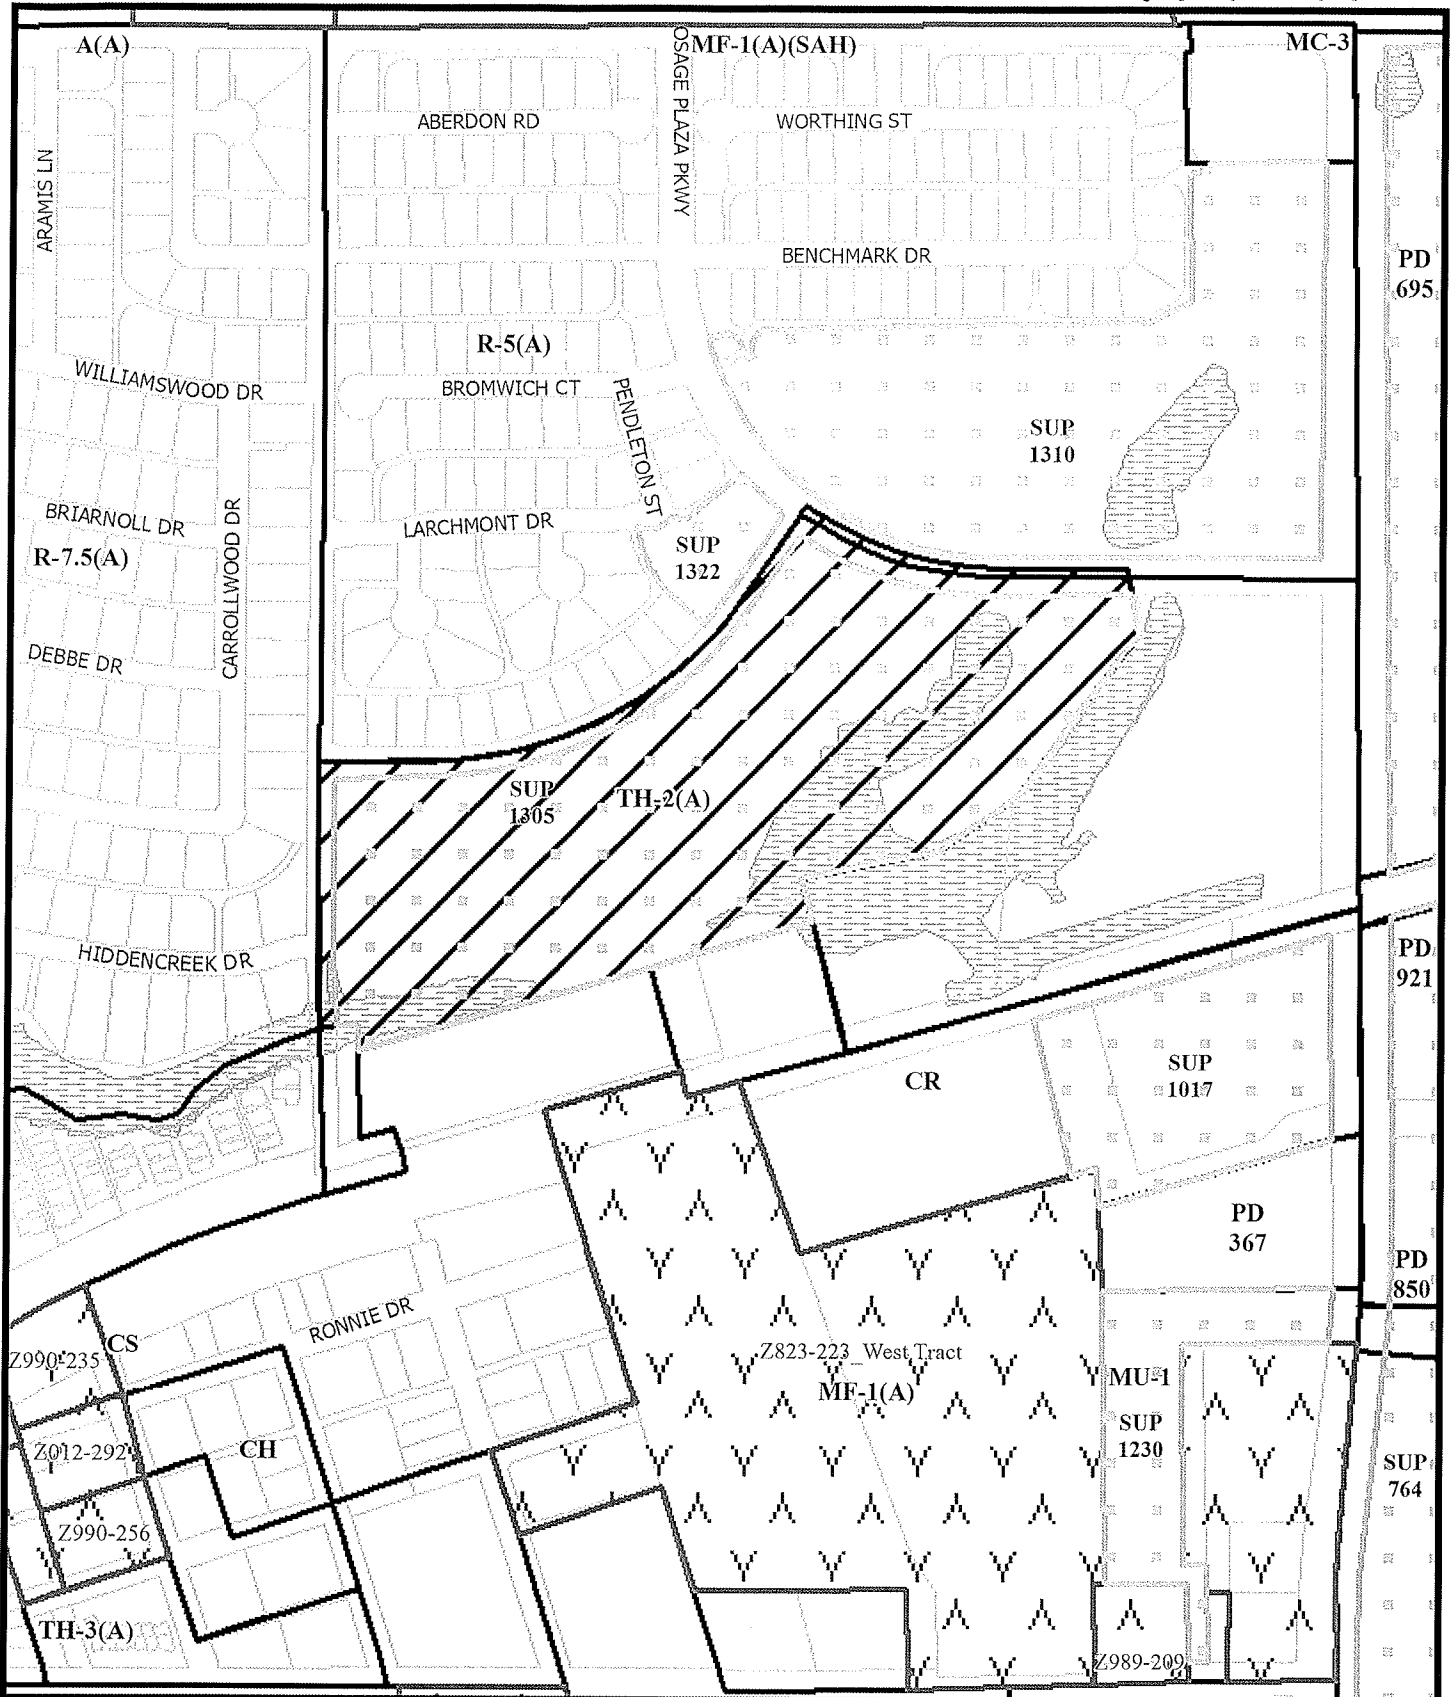 A(A)
MF-1(A)(SAH)
MC-3
OSAGE PLAZA PKWY
ABERDON RD
WORTHING ST
ARAMIS LN
BENCHMARK DR
PD
695
R-5(A)
WILLIAMSWOOD DR
BROMWICH CT
PENDLETON ST
SUP
1310
BRIARNOLL DR
LARCHMONT DR
R-7.5(A)
CARROLLWOOD DR
SUP
1322
DEBBE DR
SUP
1305
TH-2(A)
HIDDENCREEK DR
PD
921
CR
SUP
1017
PD
367
PD
850
RONNIE DR
CS
Z990-235
Z823-223_West Tract
MF-1(A)
MU-1
SUP
1230
Z012-292
CH
SUP
764
Z990-256
TH-3(A)
Z989-209